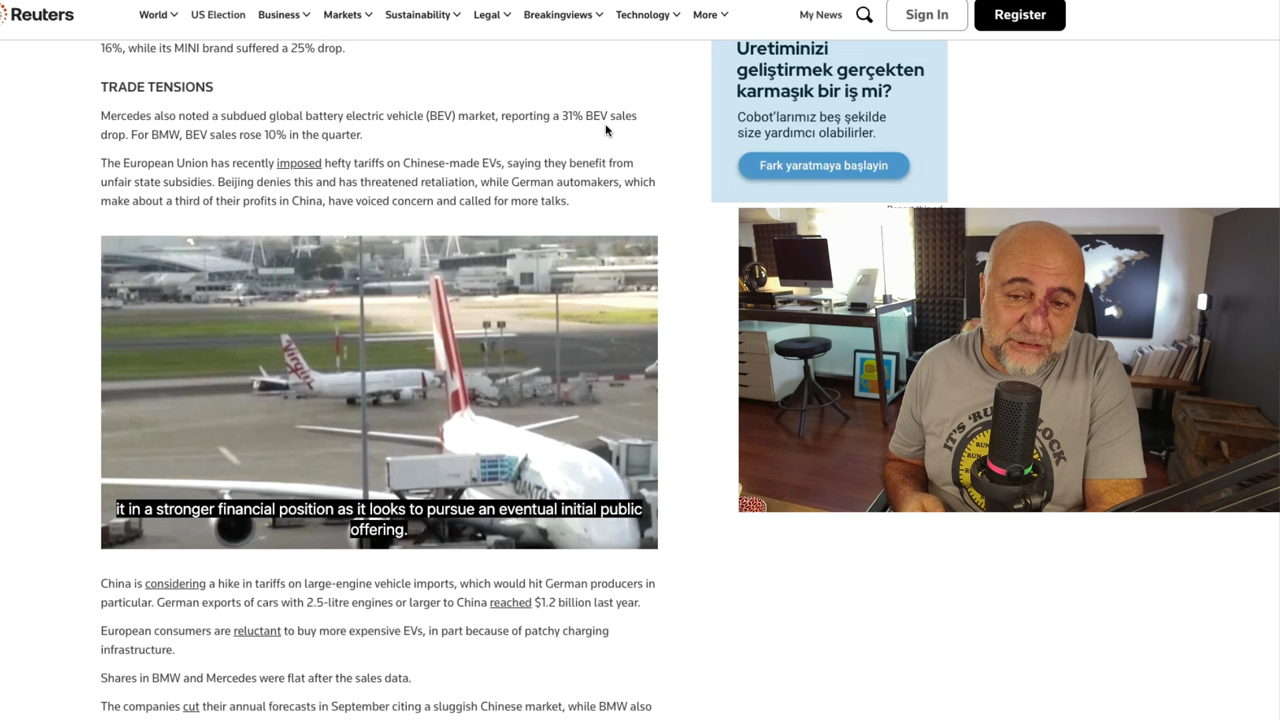 Reuters
World US Election Business Markets Sustainability Legal Breakingviews Technology More My News Sign In Register
16%, while its MINI brand suffered a 25% drop.
TRADE TENSIONS
Mercedes also noted a subdued global battery electric vehicle (BEV) market, reporting a 31% BEV sales
drop. For BMW, BEV sales rose 10% in the quarter.
The European Union has recently imposed hefty tariffs on Chinese-made EVs, saying they benefit from
unfair state subsidies. Beijing denies this and has threatened retaliation, while German automakers, which
make about a third of their profits in China, have voiced concern and called for more talks.
Virgin
QANTAS
it in a stronger financial position as it looks to pursue an eventual initial public
offering.
China is considering a hike in tariffs on large-engine vehicle imports, which would hit German producers in
particular. German exports of cars with 2.5-litre engines or larger to China reached $1.2 billion last year.
European consumers are reluctant to buy more expensive EVs, in part because of patchy charging
infrastructure.
Shares in BMW and Mercedes were flat after the sales data.
The companies cut their annual forecasts in September citing a sluggish Chinese market, while BMW also
Üretiminizi
geliştirmek gerçekten
karmaşık bir iş mi?
Cobot'larımız beş şekilde
size yardımcı olabilirler.
Fark yaratmaya başlayın
IT'S 'RUM